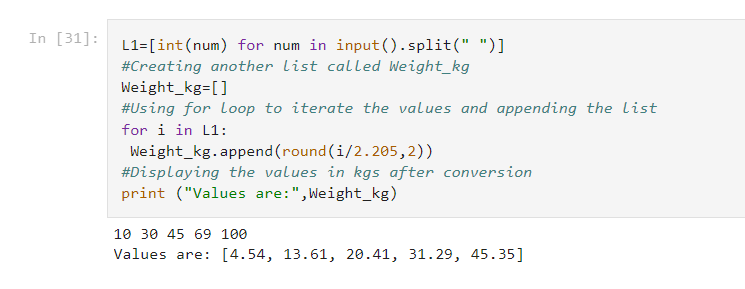 In [31]:
L1=[int(num) for num in input().split(" ")]
#Creating another list called Weight_kg
Weight_kg=[]
#Using for loop to iterate the values and appending the list
for i in L1:
 Weight_kg.append(round(i/2.205,2))
#Displaying the values in kgs after conversion
print ("Values are:",Weight_kg)
10 30 45 69 100
Values are: [4.54, 13.61, 20.41, 31.29, 45.35]